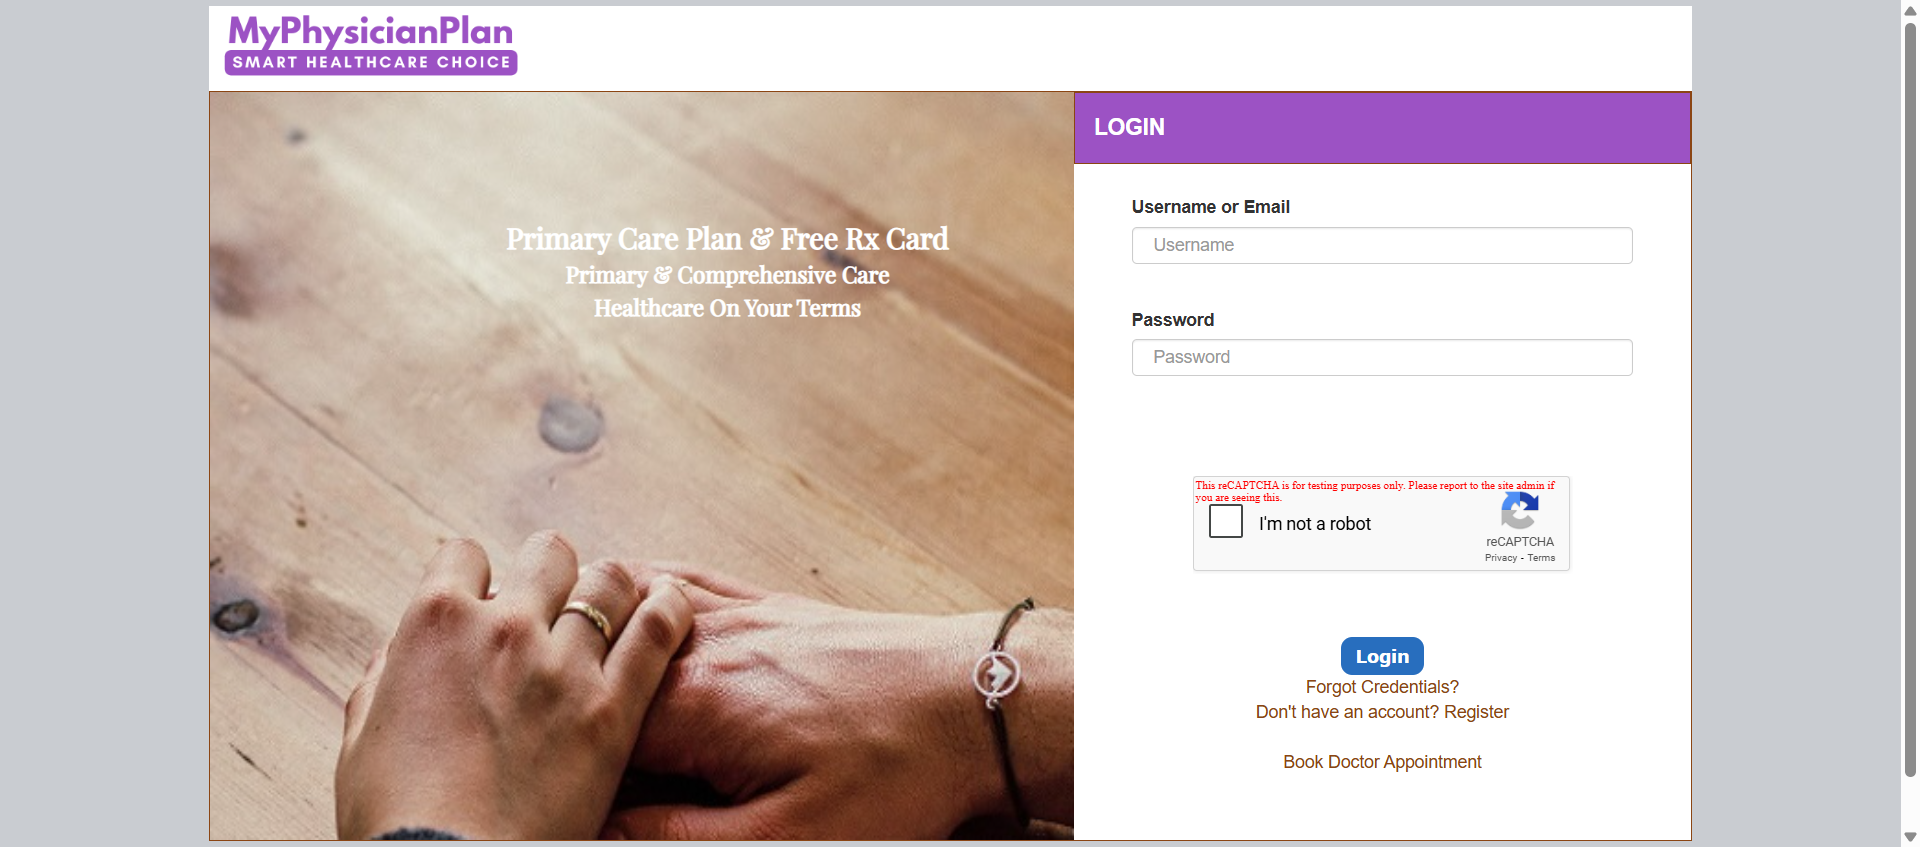 MyPhysicianPlan
SMART HEALTHCARE CHOICE
Primary Care Plan & Free Rx Card
Primary & Comprehensive Care
Healthcare On Your Terms
LOGIN
Username or Email
Username
Password
Password
This reCAPTCHA is for testing purposes only. Please report to the site admin if
you are seeing this.
I'm not a robot
reCAPTCHA
Privacy - Terms
Login
Forgot Credentials?
Don't have an account? Register
Book Doctor Appointment